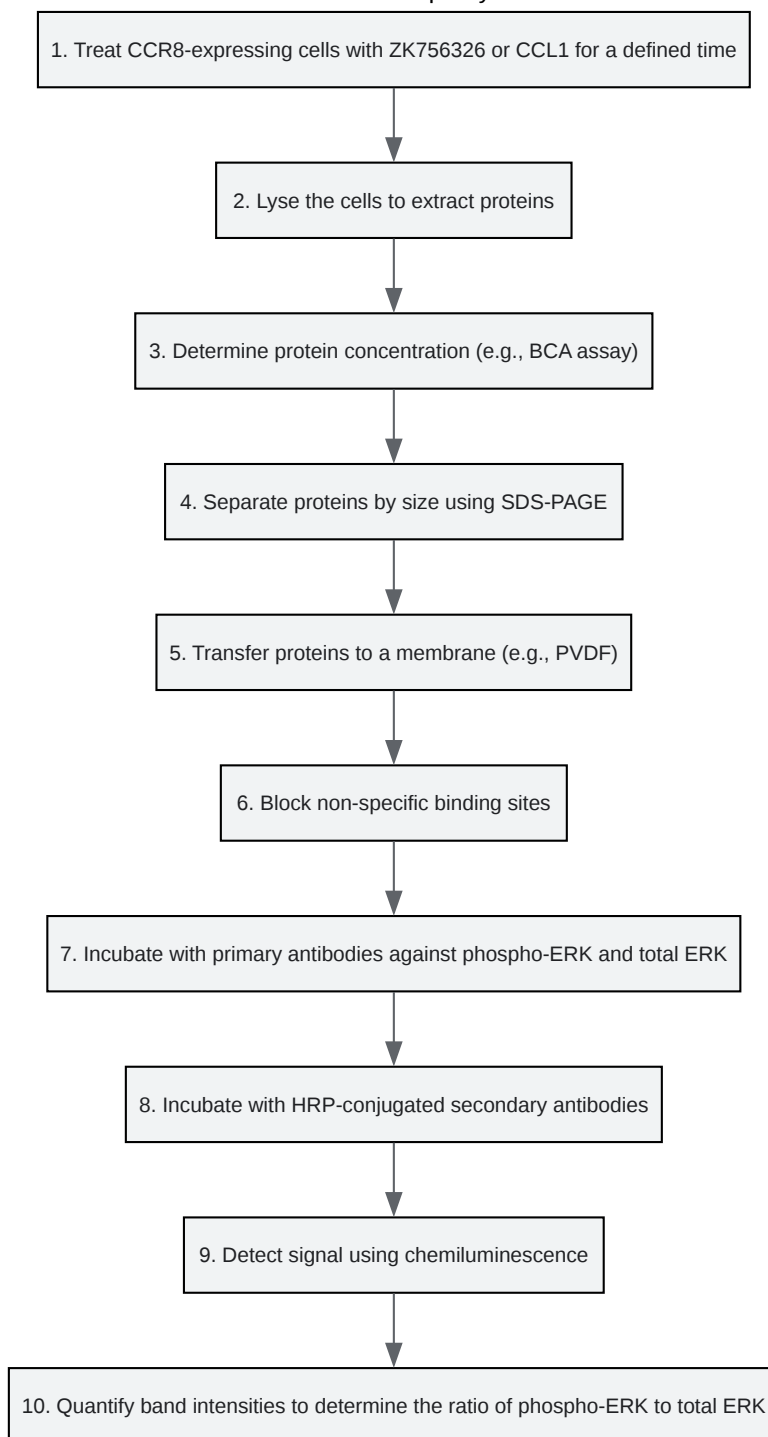 1. Treat CCR8-expressing cells with ZK756326 or CCL1 for a defined time
2. Lyse the cells to extract proteins
3. Determine protein concentration (e.g., BCA assay)
4. Separate proteins by size using SDS-PAGE
5. Transfer proteins to a membrane (e.g., PVDF)
6. Block non-specific binding sites
7. Incubate with primary antibodies against phospho-ERK and total ERK
8. Incubate with HRP-conjugated secondary antibodies
9. Detect signal using chemiluminescence
10. Quantify band intensities to determine the ratio of phospho-ERK to total ERK